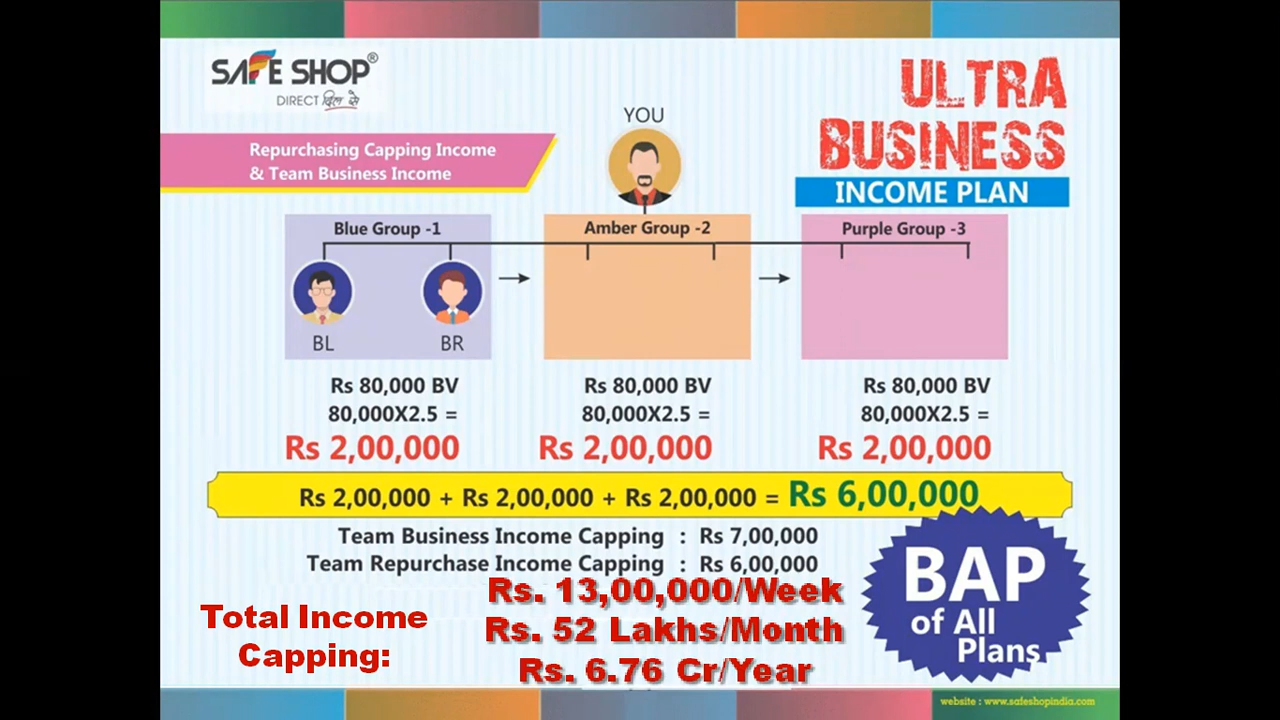 SAFE SHOP®
DIRECT दिल से
ULTRA
BUSINESS
INCOME PLAN
YOU
Repurchasing Capping Income
& Team Business Income
Blue Group -1
Amber Group -2
Purple Group -3
BL
BR
Rs 80,000 BV
80,000X2.5 =
Rs 2,00,000
Rs 80,000 BV
80,000X2.5 =
Rs 2,00,000
Rs 80,000 BV
80,000X2.5 =
Rs 2,00,000
Rs 2,00,000 + Rs 2,00,000 + Rs 2,00,000 = Rs 6,00,000
Team Business Income Capping : Rs 7,00,000
Team Repurchase Income Capping : Rs 6,00,000
Total Income
Capping:
Rs. 13,00,000/Week
Rs. 52 Lakhs/Month
Rs. 6.76 Cr/Year
BAP
of All
Plans
website : www.safeshopindia.com